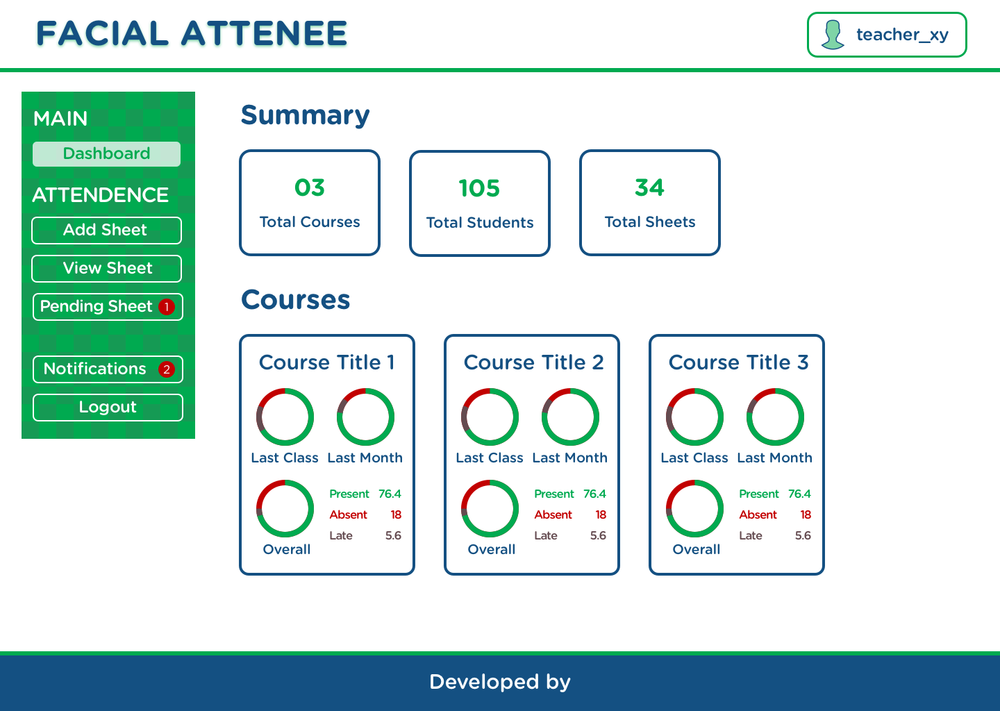 FACIAL ATTENEE
teacher_xy
MAIN
Dashboard
ATTENDENCE
Add Sheet
View Sheet
Pending Sheet 1
Notifications 2
Logout
Summary
03
Total Courses
105
Total Students
34
Total Sheets
Courses
Course Title 1
Last Class
Last Month
Overall
Present 76.4
Absent 18
Late 5.6
Course Title 2
Last Class
Last Month
Overall
Present 76.4
Absent 18
Late 5.6
Course Title 3
Last Class
Last Month
Overall
Present 76.4
Absent 18
Late 5.6
Developed by